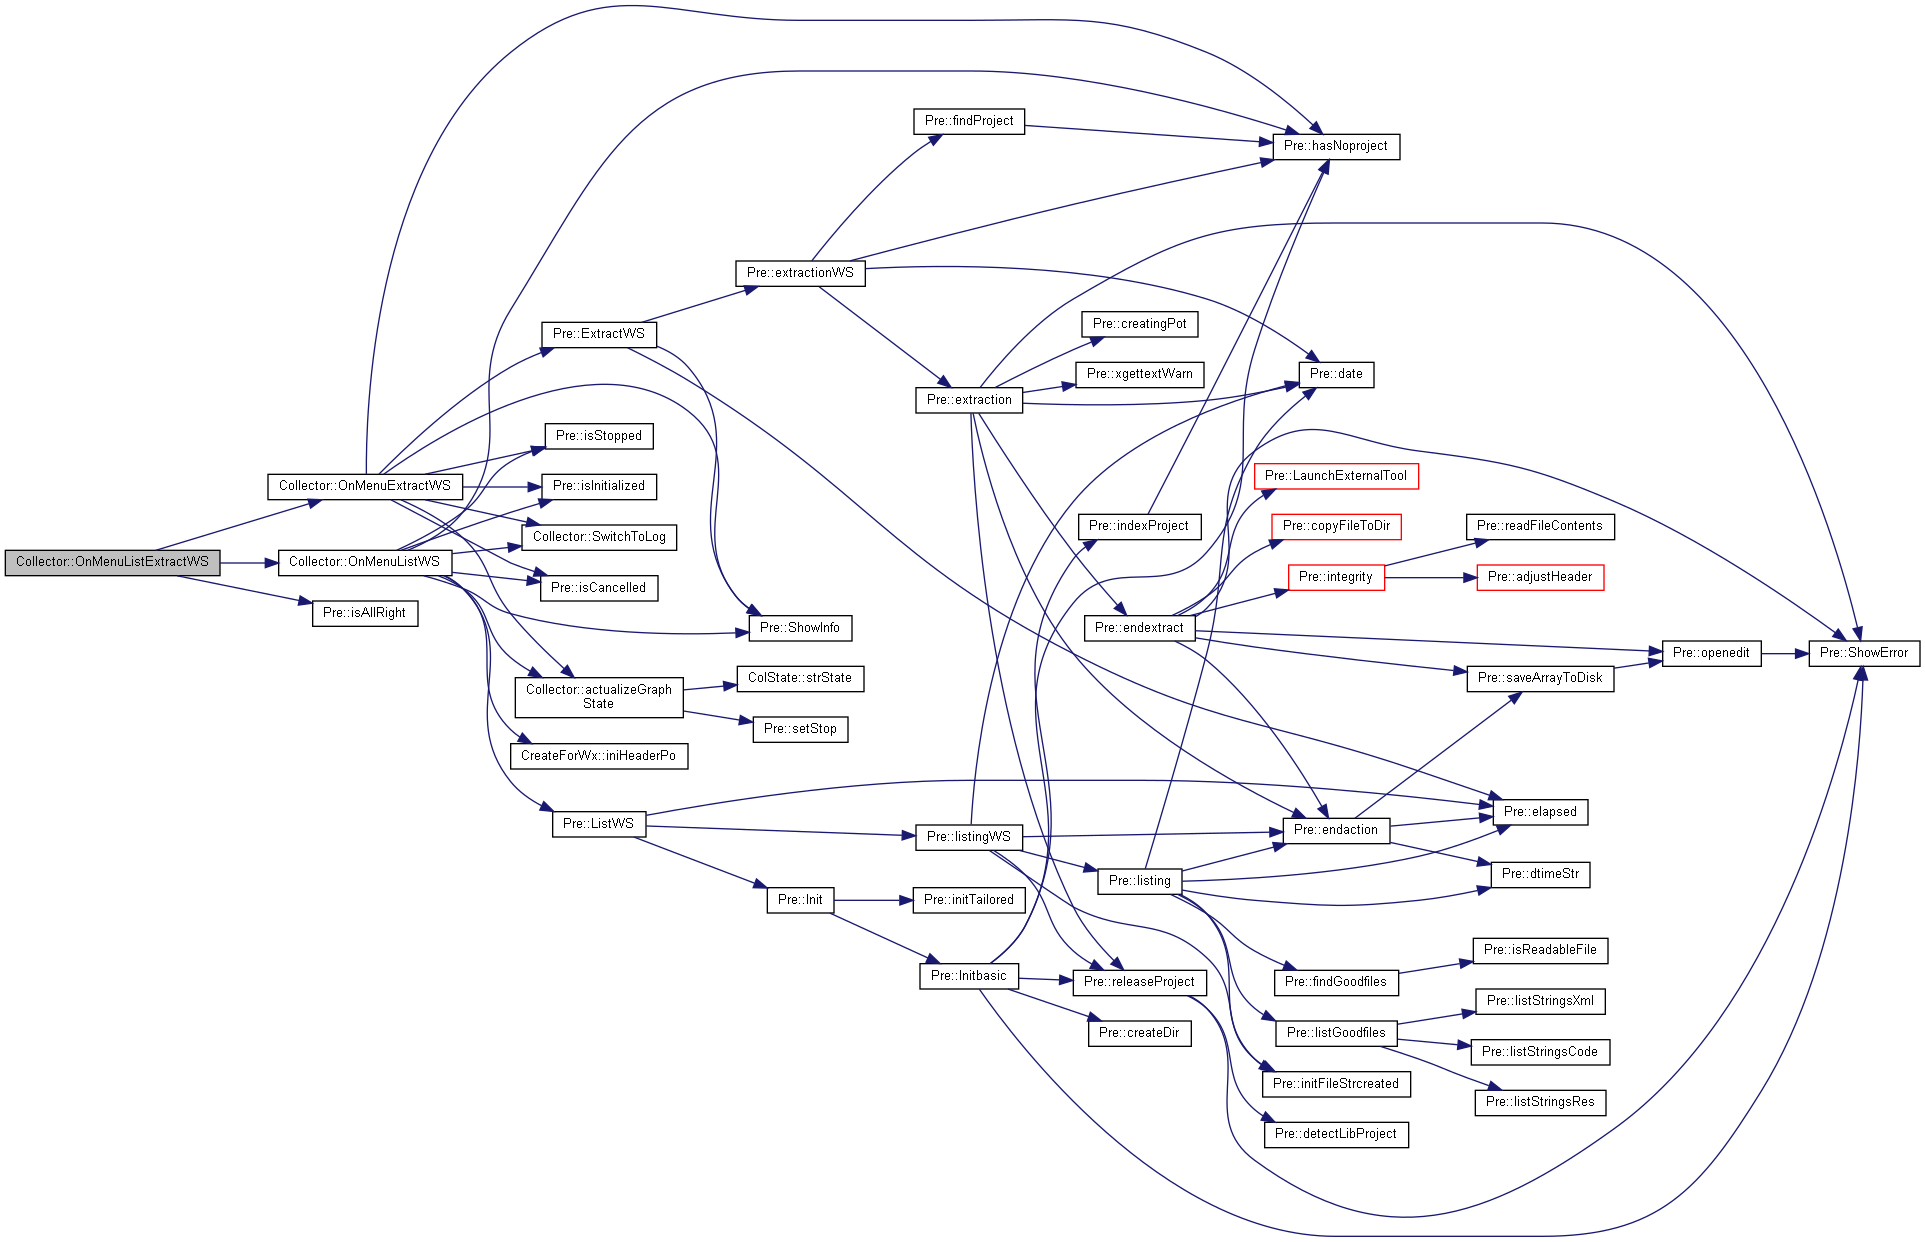 Pre::findProject
Pre::hasNoproject
Pre::extractionWS
Pre::creatingPot
Pre::ExtractWS
Pre::xgettextWarn
Pre::date
Pre::extraction
Pre::isStopped
Pre::LaunchExternalTool
Collector::OnMenuExtractWS
Pre::isInitialized
Pre::indexProject
Pre::copyFileToDir
Pre::readFileContents
Collector::SwitchToLog
Collector::OnMenuListExtractWS
Collector::OnMenuListWS
Pre::integrity
Pre::adjustHeader
Pre::isCancelled
Pre::isAllRight
Pre::ShowInfo
Pre::endextract
Pre::openedit
Pre::ShowError
ColState::strState
Pre::saveArrayToDisk
Collector::actualizeGraph
State
Pre::setStop
CreateForWx::iniHeaderPo
Pre::elapsed
Pre::ListWS
Pre::listingWS
Pre::endaction
Pre::dtimeStr
Pre::listing
Pre::Init
Pre::initTailored
Pre::isReadableFile
Pre::Initbasic
Pre::releaseProject
Pre::findGoodfiles
Pre::listStringsXml
Pre::createDir
Pre::listGoodfiles
Pre::listStringsCode
Pre::initFileStrcreated
Pre::listStringsRes
Pre::detectLibProject